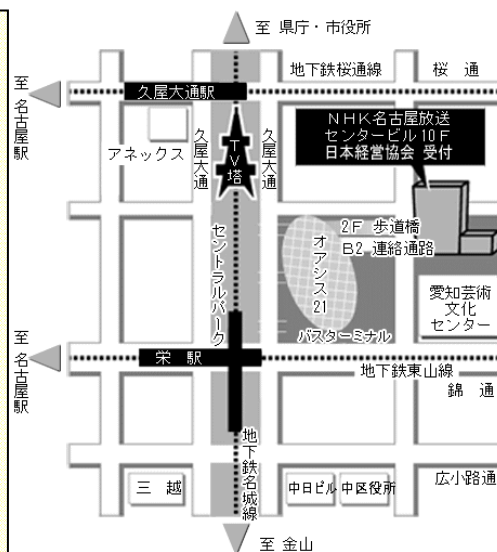 至 県庁・市役所
地下鉄桜通線
桜 通
至 名古屋駅
久屋大通駅
NHK名古屋放送
センタービル10F
日本経営協会 受付
アネックス
久屋大通
TV塔
久屋大通
2F 歩道橋
B2 連絡通路
セントラルパーク
オアシス21
愛知芸術
文化
センター
バスターミナル
至 名古屋駅
栄 駅
地下鉄東山線
錦 通
地下鉄名城線
三 越
中日ビル
中区役所
広小路通
至 金山